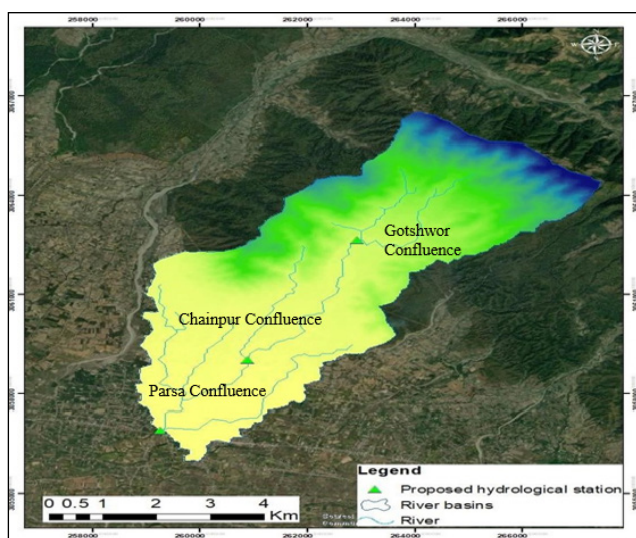 258000 260000 262000 264000 266000
Gotshwor
Confluence
Chainpur Confluence
Parsa Confluence
Legend
Proposed hydrological station
River basins
River
0 0.5 1 2 3 4
Km
258000 260000 262000 264000 266000